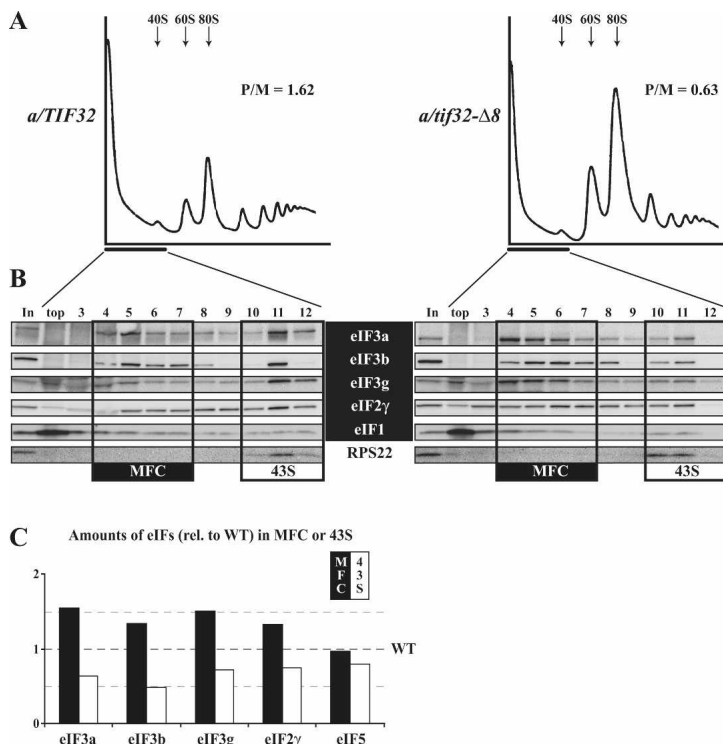 A
40S 60S 80S
P/M = 1.62
a/TIF32
40S 60S 80S
P/M = 0.63
a/tif32-Δ8
B
In top 3 4 5 6 7 8 9 10 11 12
In top 3 4 5 6 7 8 9 10 11 12
eIF3a
eIF3b
eIF3g
eIF2γ
eIF1
RPS22
MFC 43S
MFC 43S
C
Amounts of eIFs (rel. to WT) in MFC or 43S
M 4
F 3
C S
2
1
0
WT
eIF3a eIF3b eIF3g eIF2γ eIF5